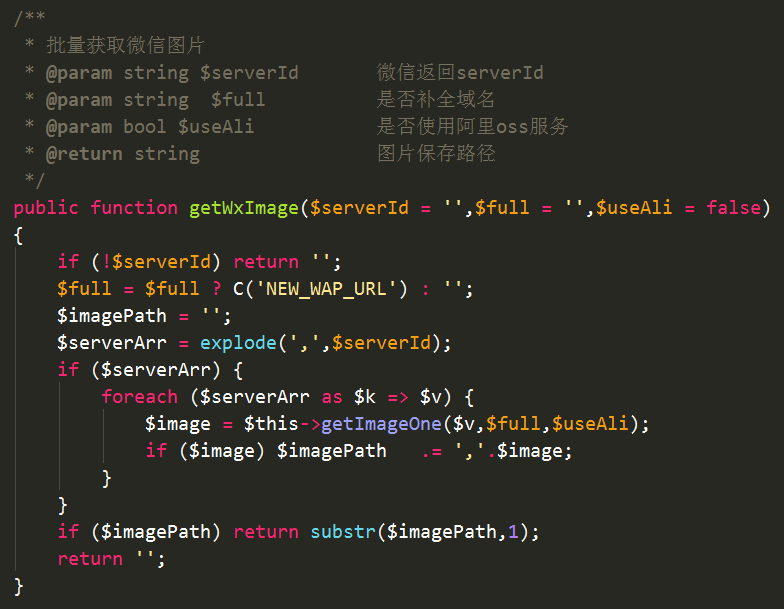 /**
 * 批量获取微信图片
 * @param string $serverId       微信返回serverId
 * @param string  $full          是否补全域名
 * @param bool $useAli           是否使用阿里oss服务
 * @return string                图片保存路径
 */
public function getWxImage($serverId = '',$full = '',$useAli = false)
{
    if (!$serverId) return '';
    $full = $full ? C('NEW_WAP_URL') : '';
    $imagePath = '';
    $serverArr = explode(',',$serverId);
    if ($serverArr) {
        foreach ($serverArr as $k => $v) {
            $image = $this->getImageOne($v,$full,$useAli);
            if ($image) $imagePath   .= ','.$image;
        }
    }
    if ($imagePath) return substr($imagePath,1);
    return '';
}